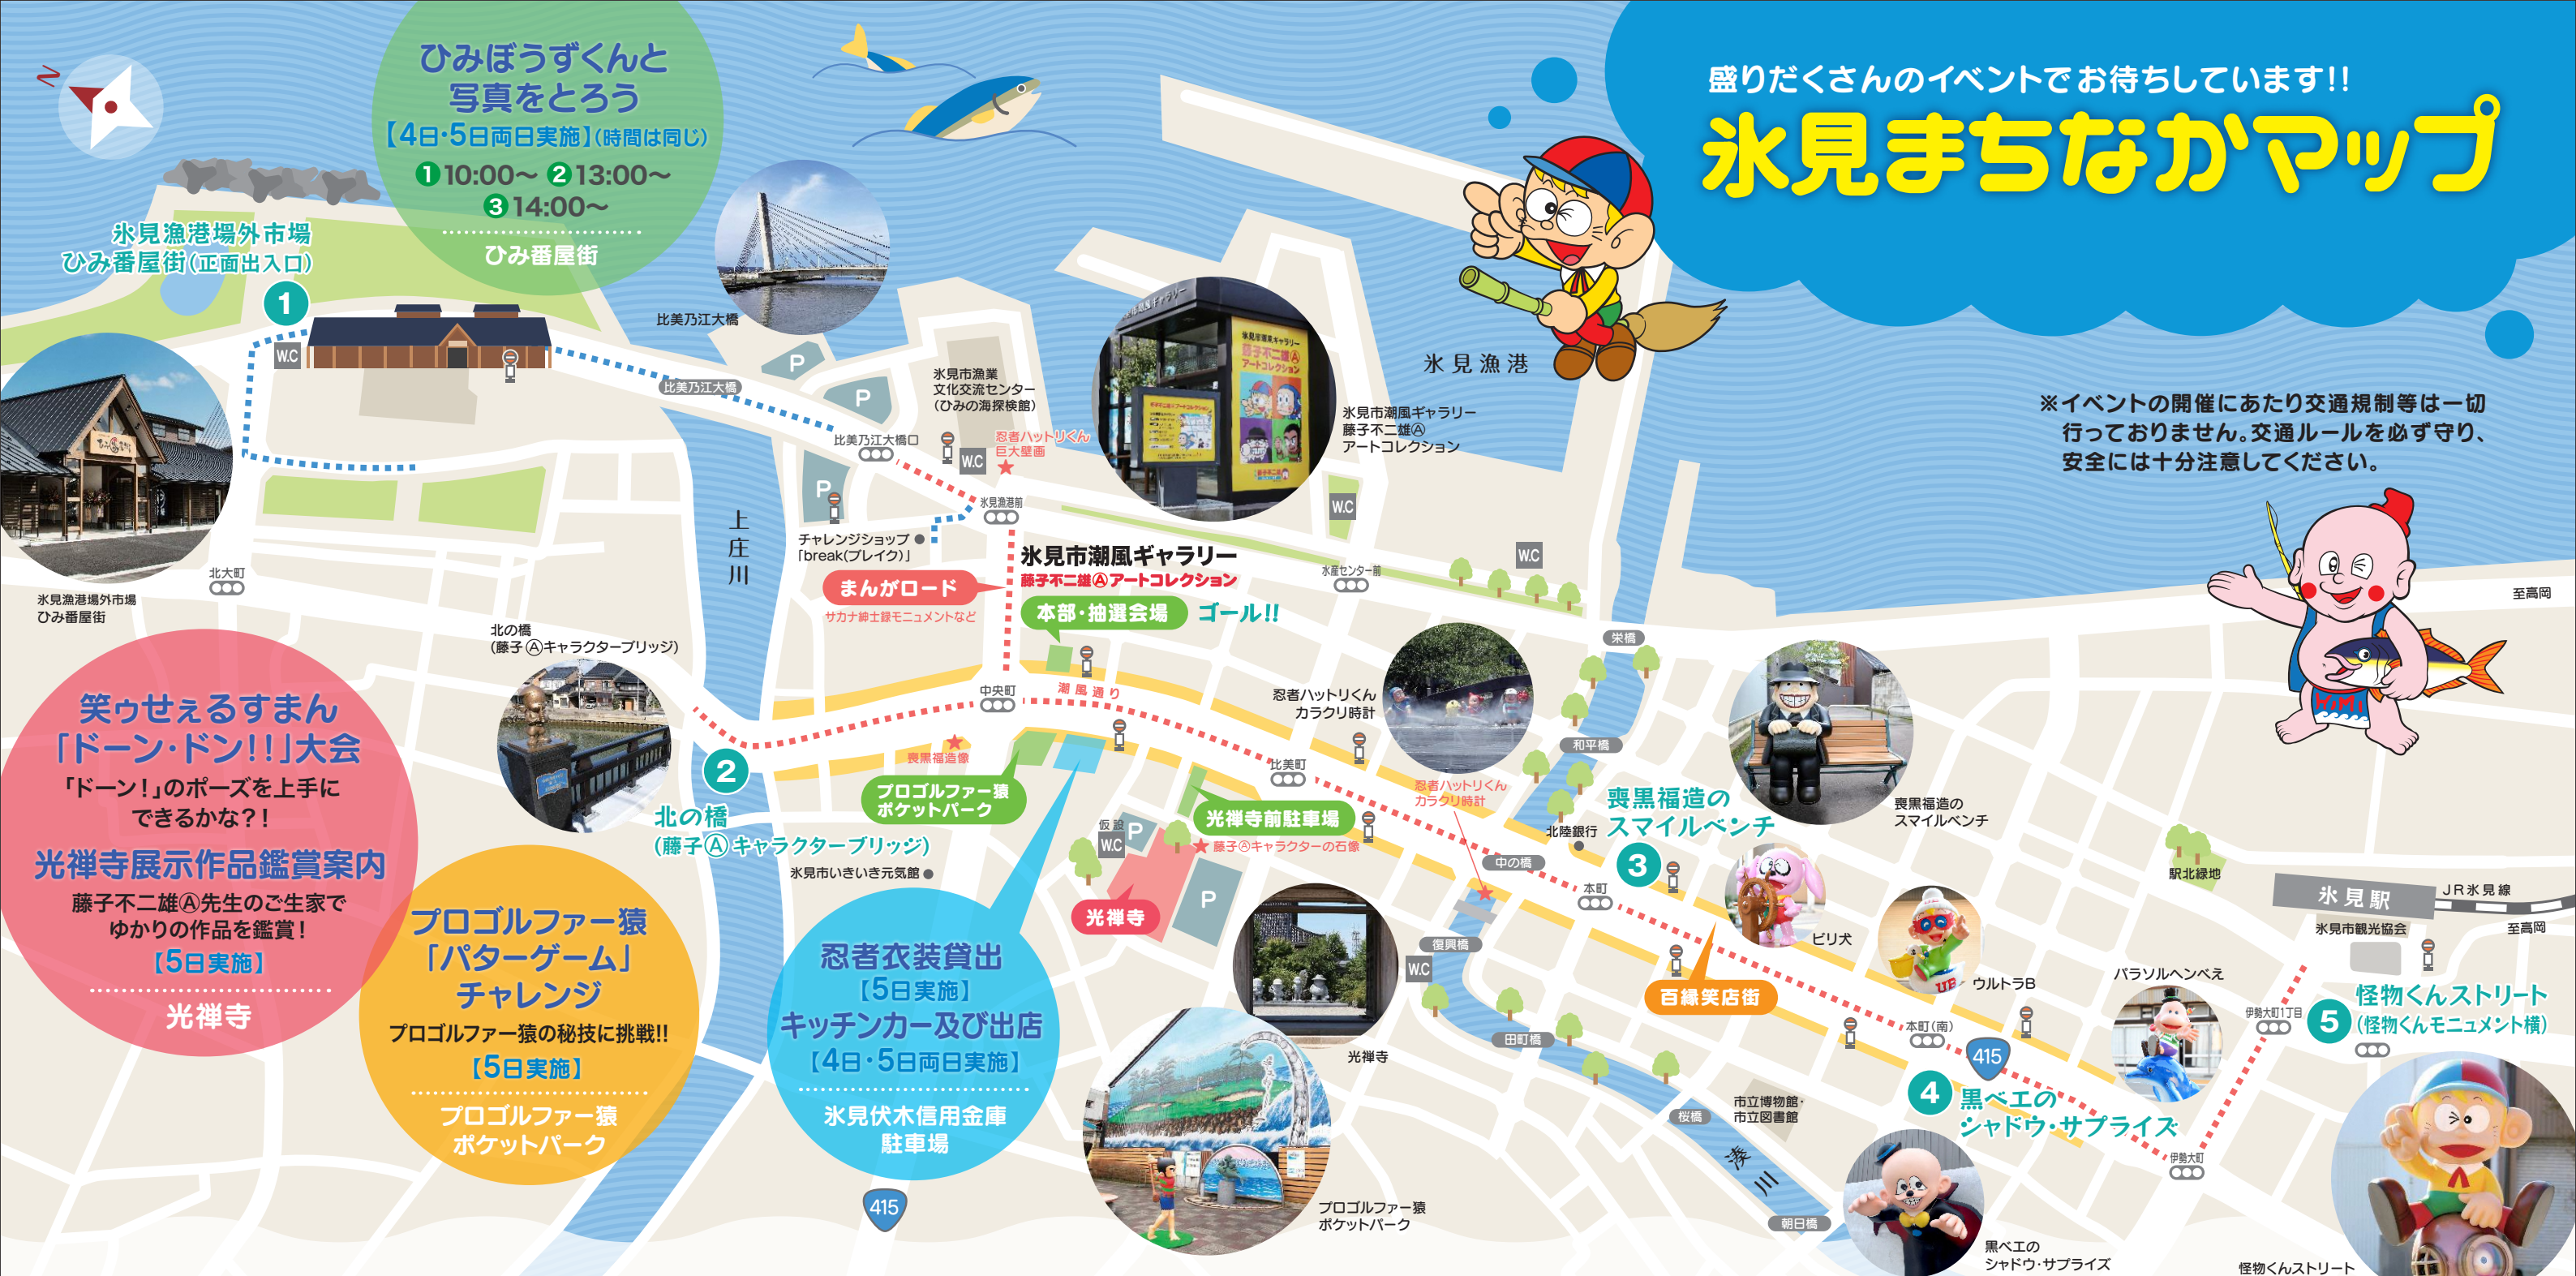 盛りだくさんのイベントでお待ちしています!!
氷見まちなかマップ
※イベントの開催にあたり交通規制等は一切
行っておりません。交通ルールを必ず守り、
安全には十分注意してください。
N
ひみぼうずくんと
写真をとろう
【4日・5日両日実施】(時間は同じ)
1 10:00〜 2 13:00〜
3 14:00〜
ひみ番屋街
氷見漁港場外市場
ひみ番屋街(正面出入口)
1
W.C
氷見漁港場外市場
ひみ番屋街
北大町
比美乃江大橋
比美乃江大橋
P
P
P
比美乃江大橋口
氷見市漁業
文化交流センター
(ひみの海探検館)
忍者ハットリくん
巨大壁画
W.C
氷見漁港前
氷見市潮風ギャラリー
藤子不二雄Ⓐ
アートコレクション
氷見市潮風ギャラリー
藤子不二雄Ⓐ
アートコレクション
氷見漁港
W.C
W.C
水産センター前
上庄川
チャレンジショップ
「break(ブレイク)」
まんがロード
サカナ紳士録モニュメントなど
氷見市潮風ギャラリー
藤子不二雄Ⓐアートコレクション
本部・抽選会場
ゴール!!
北の橋
(藤子Ⓐキャラクターブリッジ)
2
北の橋
(藤子Ⓐキャラクターブリッジ)
氷見市いきいき元気館
中央町
潮風通り
喪黒福造像
プロゴルファー猿
ポケットパーク
仮設
W.C
P
P
光禅寺前駐車場
藤子Ⓐキャラクターの石像
光禅寺
光禅寺
比美町
忍者ハットリくん
カラクリ時計
忍者ハットリくん
カラクリ時計
栄橋
和平橋
北陸銀行
中の橋
復興橋
W.C
田町橋
桜橋
朝日橋
湊川
市立博物館・
市立図書館
喪黒福造の
スマイルベンチ
3
本町
喪黒福造の
スマイルベンチ
ビリ犬
ウルトラB
UB
百縁笑店街
本町(南)
415
4
黒ベエの
シャドウ・サプライズ
黒ベエの
シャドウ・サプライズ
パラソルヘンべえ
伊勢大町
伊勢大町1丁目
5
怪物くんストリート
(怪物くんモニュメント横)
怪物くんストリート
駅北緑地
氷見駅
JR氷見線
氷見市観光協会
至高岡
至高岡
HIMI
笑ゥせぇるすまん
「ドーン・ドン!!」大会
「ドーン!」のポーズを上手に
できるかな?!
光禅寺展示作品鑑賞案内
藤子不二雄Ⓐ先生のご生家で
ゆかりの作品を鑑賞!
【5日実施】
光禅寺
プロゴルファー猿
「パターゲーム」
チャレンジ
プロゴルファー猿の秘技に挑戦!!
【5日実施】
プロゴルファー猿
ポケットパーク
忍者衣装貸出
【5日実施】
キッチンカー及び出店
【4日・5日両日実施】
氷見伏木信用金庫
駐車場
415
プロゴルファー猿
ポケットパーク